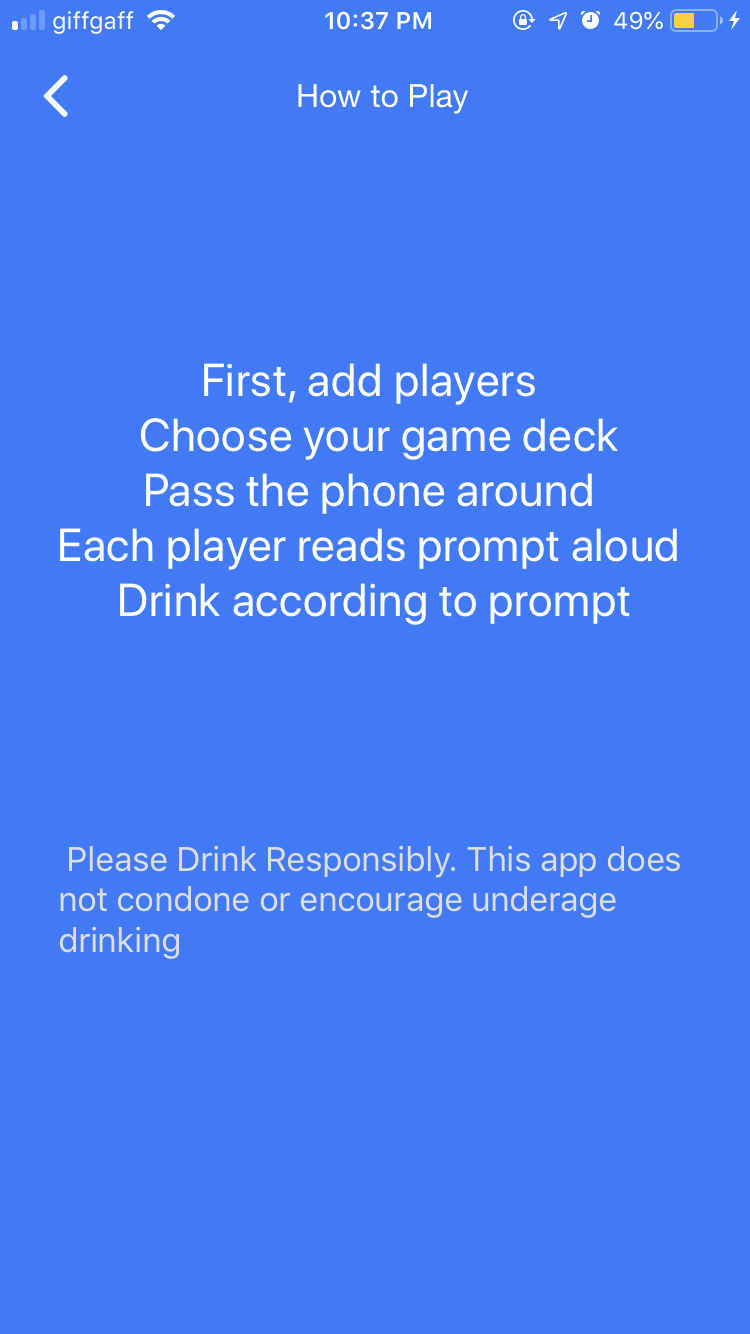 giffgaff 10:37 PM 49%
How to Play
First, add players
Choose your game deck
Pass the phone around
Each player reads prompt aloud
Drink according to prompt
Please Drink Responsibly. This app does
not condone or encourage underage
drinking